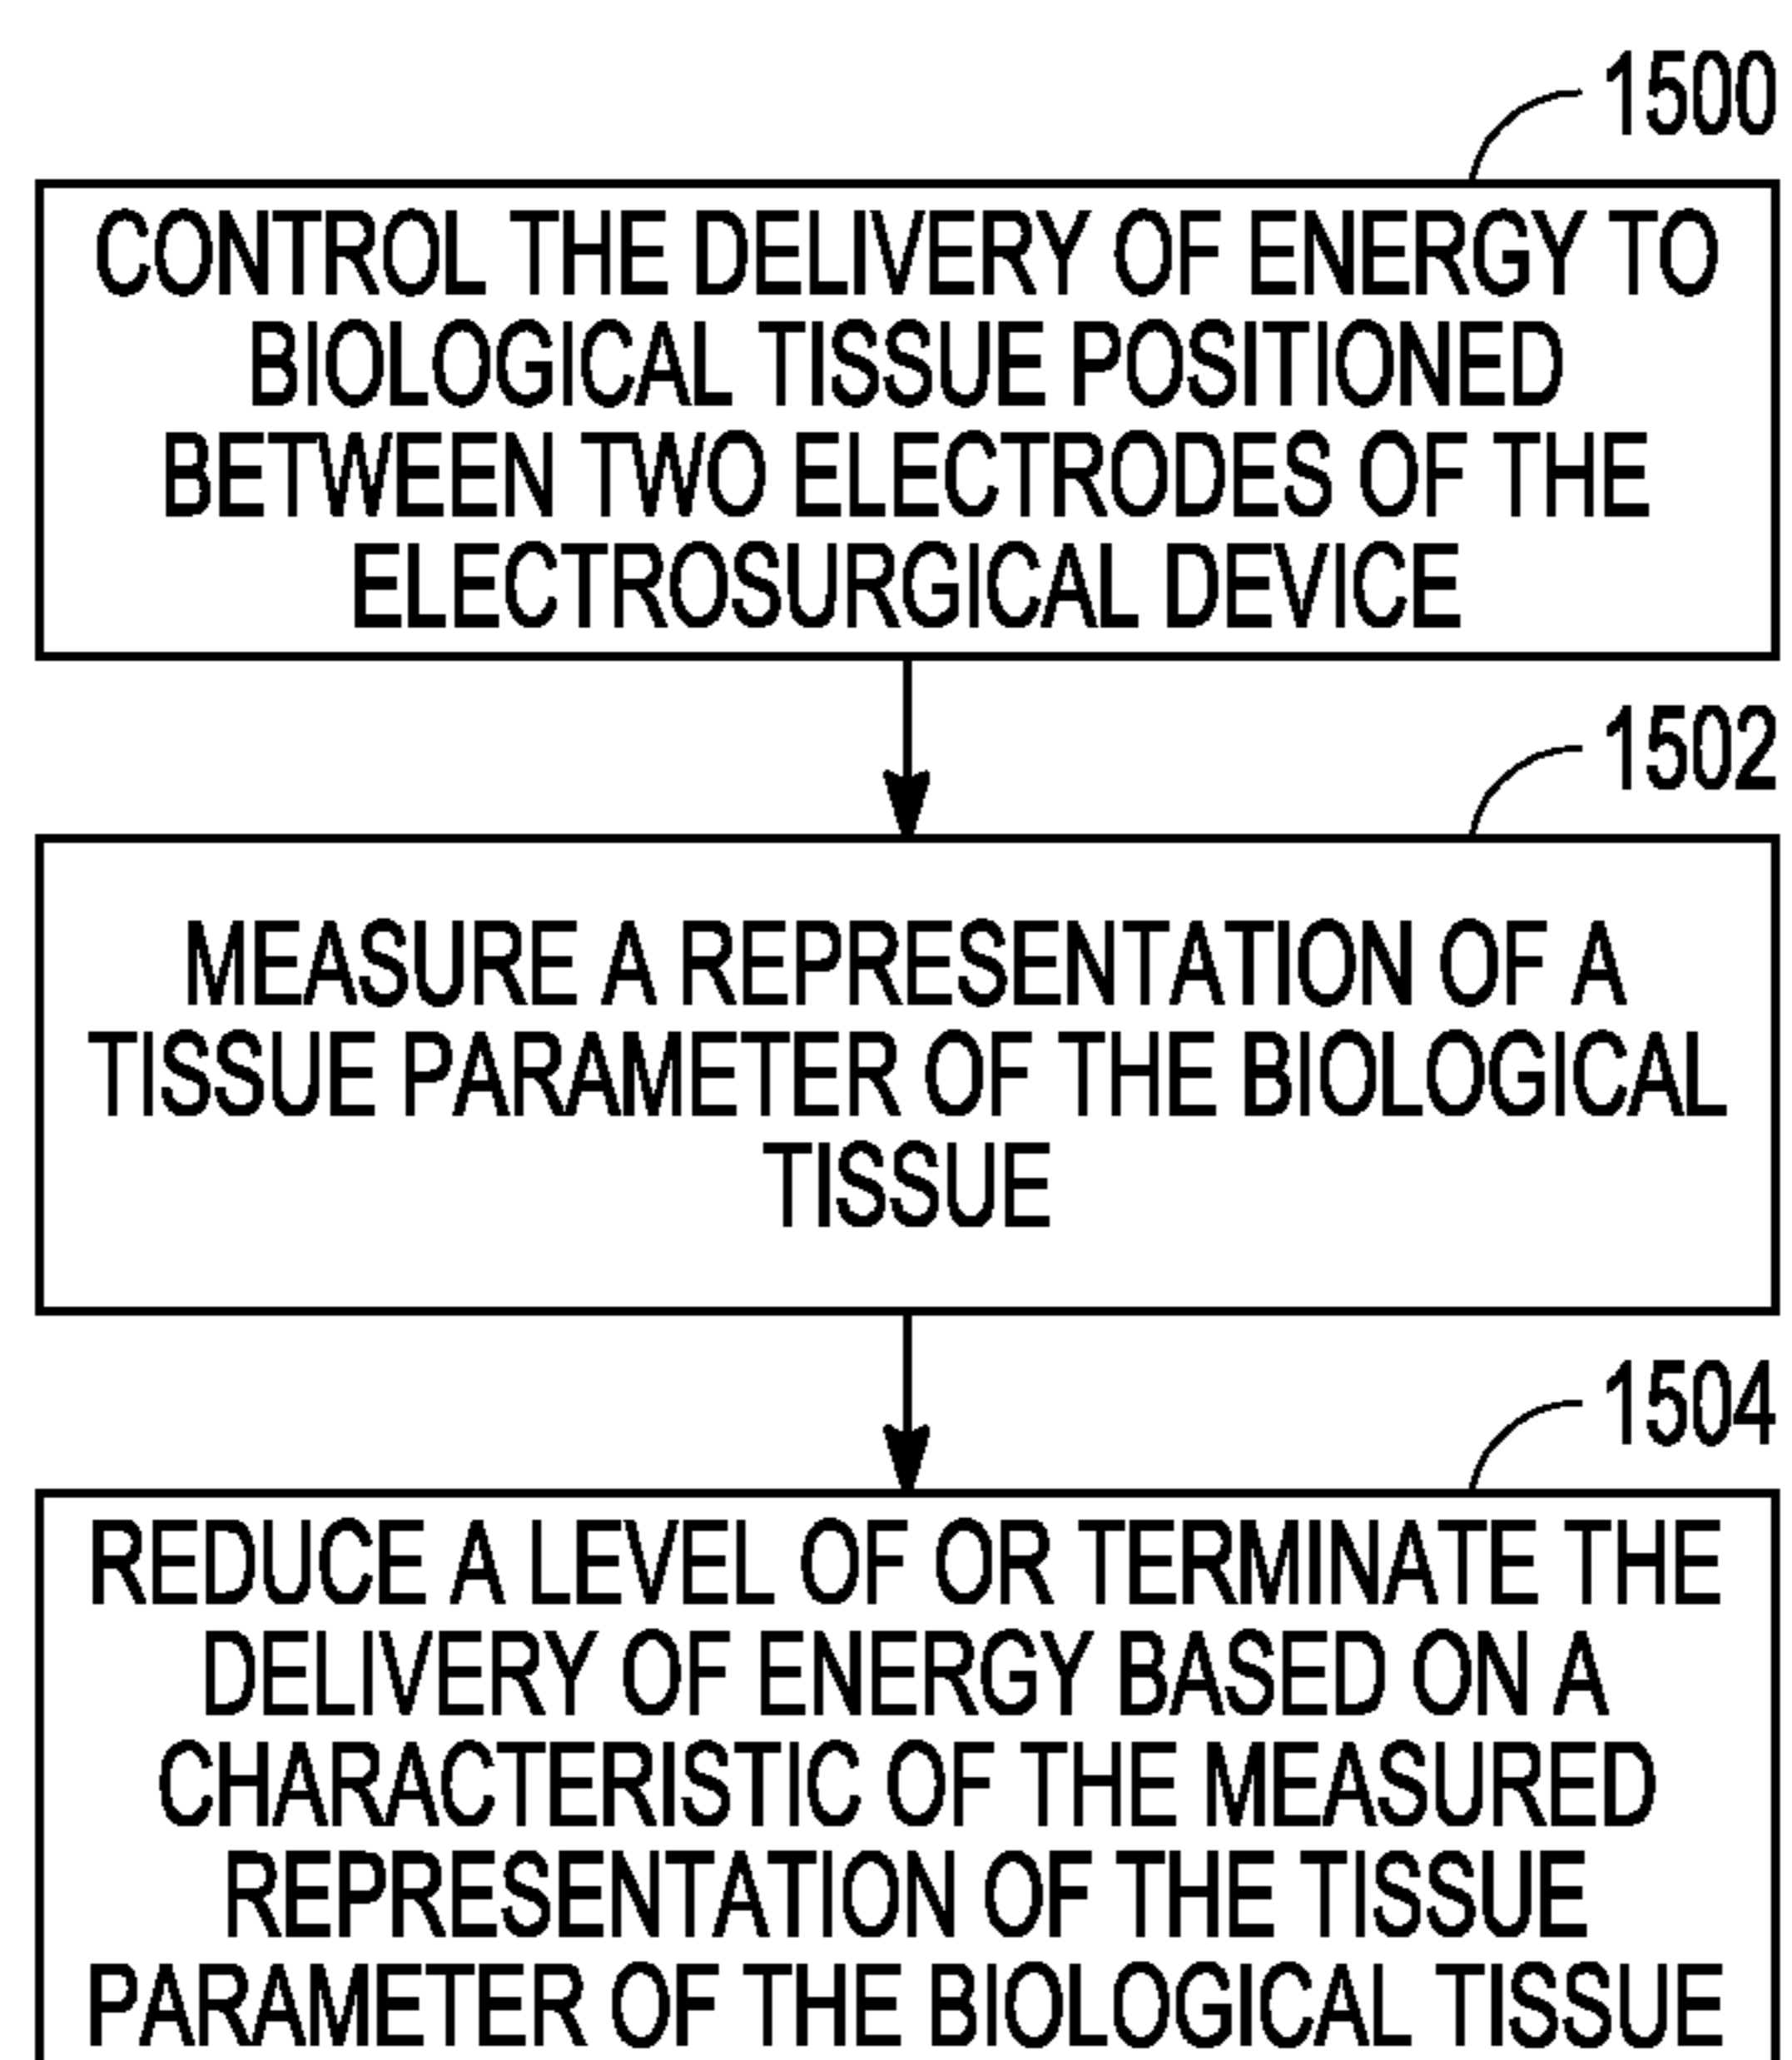 1500
CONTROL THE DELIVERY OF ENERGY TO
BIOLOGICAL TISSUE POSITIONED
BETWEEN TWO ELECTRODES OF THE
ELECTROSURGICAL DEVICE
1502
MEASURE A REPRESENTATION OF A
TISSUE PARAMETER OF THE BIOLOGICAL
TISSUE
1504
REDUCE A LEVEL OF OR TERMINATE THE
DELIVERY OF ENERGY BASED ON A
CHARACTERISTIC OF THE MEASURED
REPRESENTATION OF THE TISSUE
PARAMETER OF THE BIOLOGICAL TISSUE